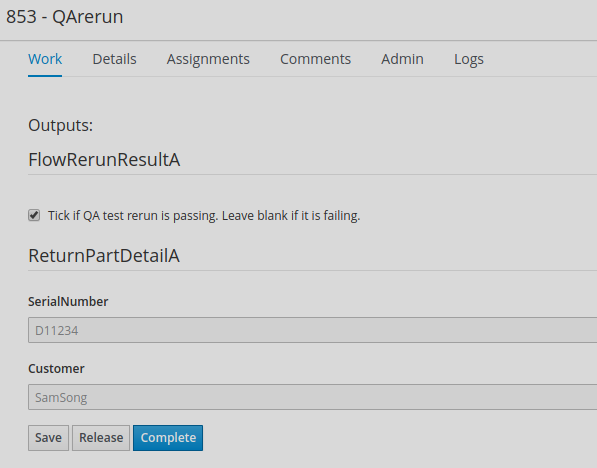 853 - QArerun
Work Details Assignments Comments Admin Logs
Outputs:
FlowRerunResultA
Tick if QA test rerun is passing. Leave blank if it is failing.
ReturnPartDetailA
SerialNumber
D11234
Customer
SamSong
Save Release Complete